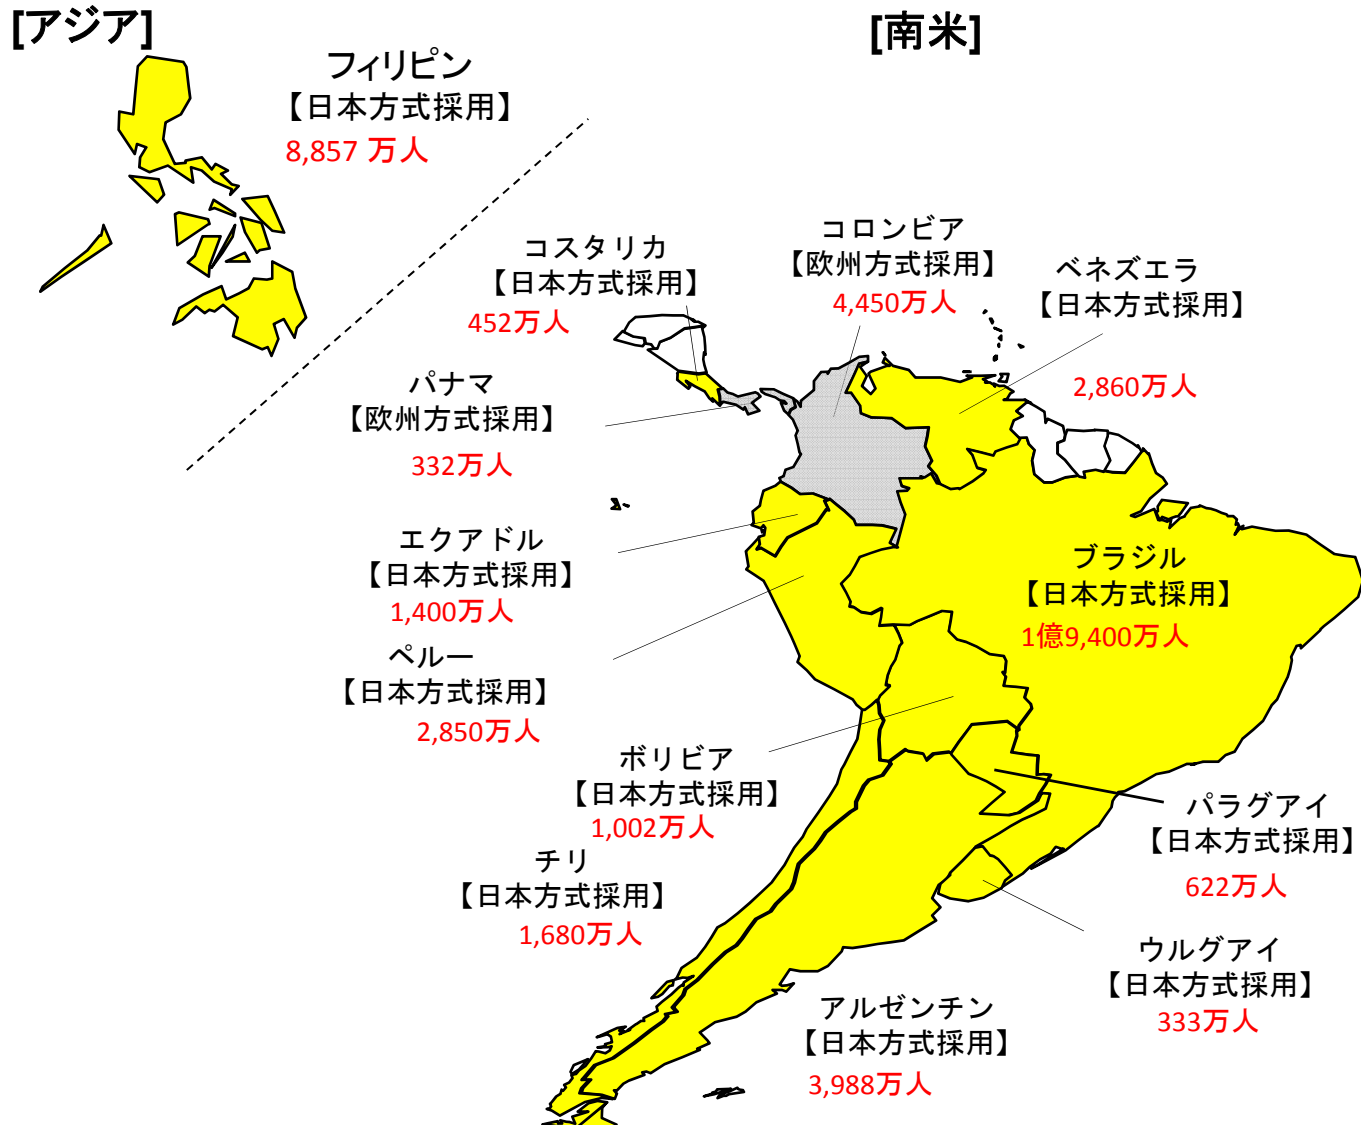 [アジア]
[南米]
フィリピン
【日本方式採用】
8,857 万人
コスタリカ
【日本方式採用】
452万人
コロンビア
【欧州方式採用】
4,450万人
ベネズエラ
【日本方式採用】
2,860万人
パナマ
【欧州方式採用】
332万人
エクアドル
【日本方式採用】
1,400万人
ブラジル
【日本方式採用】
1億9,400万人
ペルー
【日本方式採用】
2,850万人
ボリビア
【日本方式採用】
1,002万人
パラグアイ
【日本方式採用】
622万人
チリ
【日本方式採用】
1,680万人
ウルグアイ
【日本方式採用】
333万人
アルゼンチン
【日本方式採用】
3,988万人